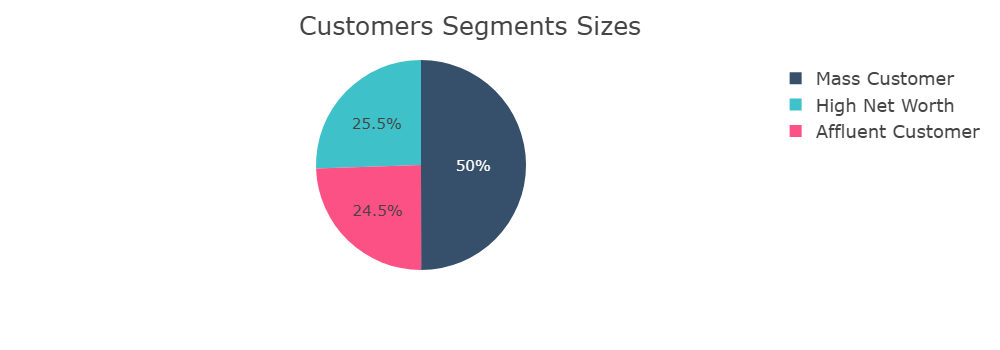 Customers Segments Sizes
Mass Customer
High Net Worth
Affluent Customer
25.5%
50%
24.5%